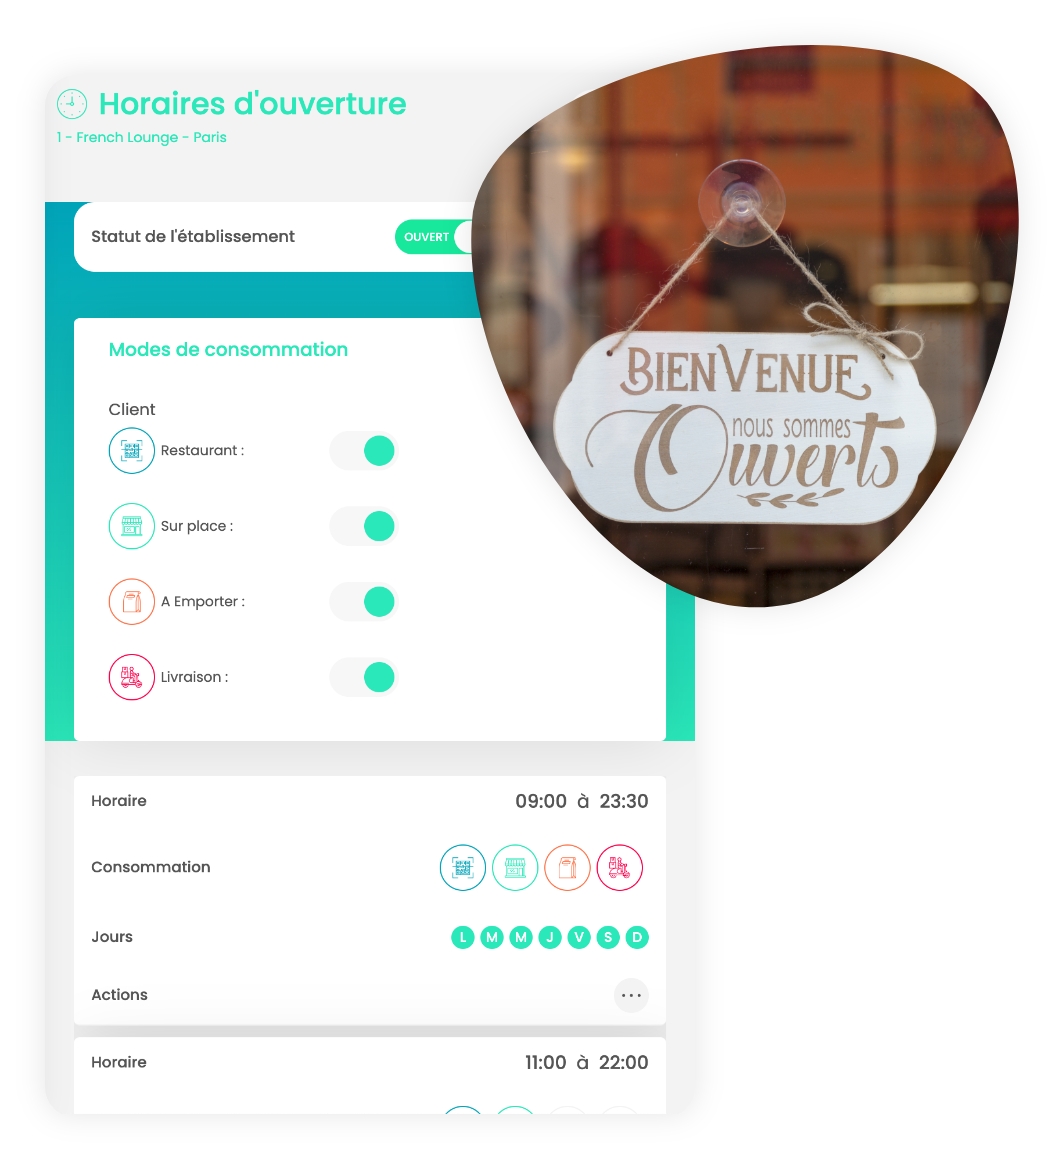 Horaires d'ouverture
1 - French Lounge - Paris
Statut de l'établissement
OUVERT
Modes de consommation
Client
Restaurant :
Sur place :
A Emporter :
Livraison :
BIENVENUE
nous sommes
Ouverts
Horaire
09:00 à 23:30
Consommation
Jours
L M M J V S D
Actions
Horaire
11:00 à 22:00